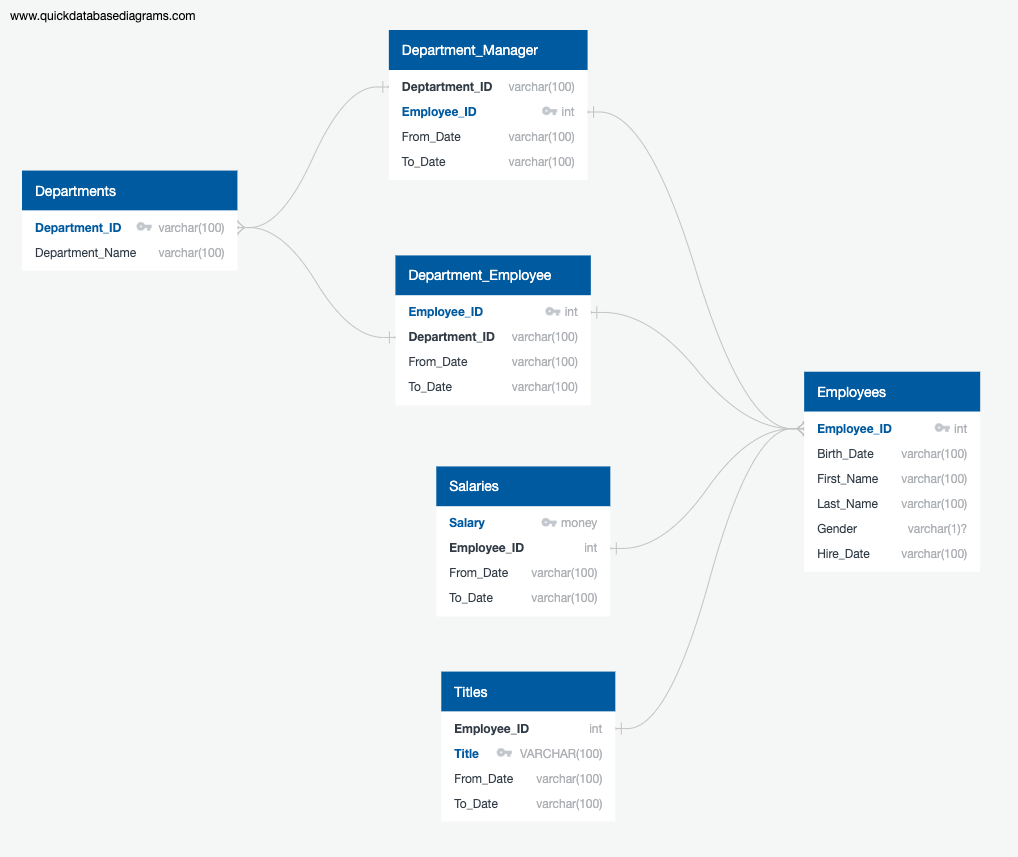 www.quickdatabasediagrams.com
Department_Manager
Deptartment_ID varchar(100)
Employee_ID int
From_Date varchar(100)
To_Date varchar(100)
Departments
Department_ID varchar(100)
Department_Name varchar(100)
Department_Employee
Employee_ID int
Department_ID varchar(100)
From_Date varchar(100)
To_Date varchar(100)
Employees
Employee_ID int
Birth_Date varchar(100)
First_Name varchar(100)
Last_Name varchar(100)
Gender varchar(1)?
Hire_Date varchar(100)
Salaries
Salary money
Employee_ID int
From_Date varchar(100)
To_Date varchar(100)
Titles
Employee_ID int
Title VARCHAR(100)
From_Date varchar(100)
To_Date varchar(100)